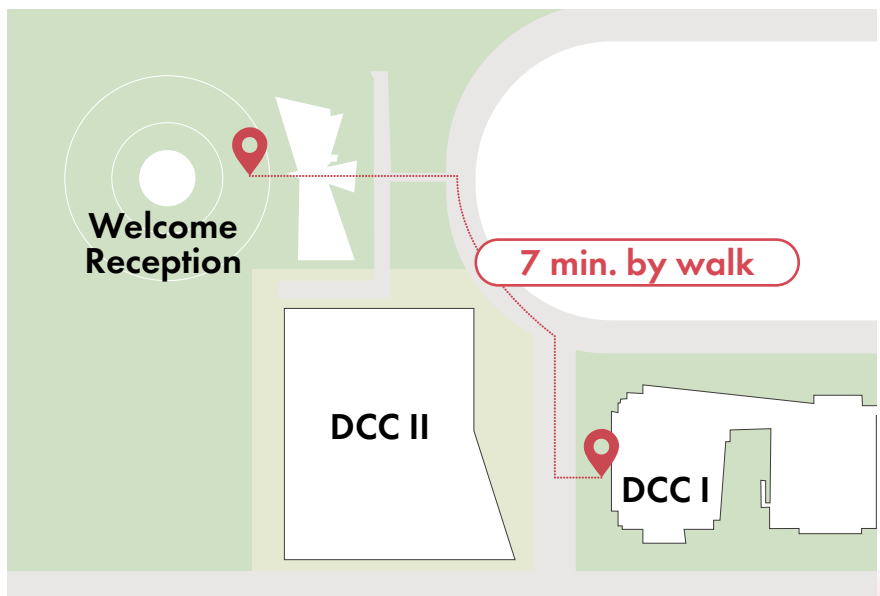 Welcome
Reception
7 min. by walk
DCC II
DCC I